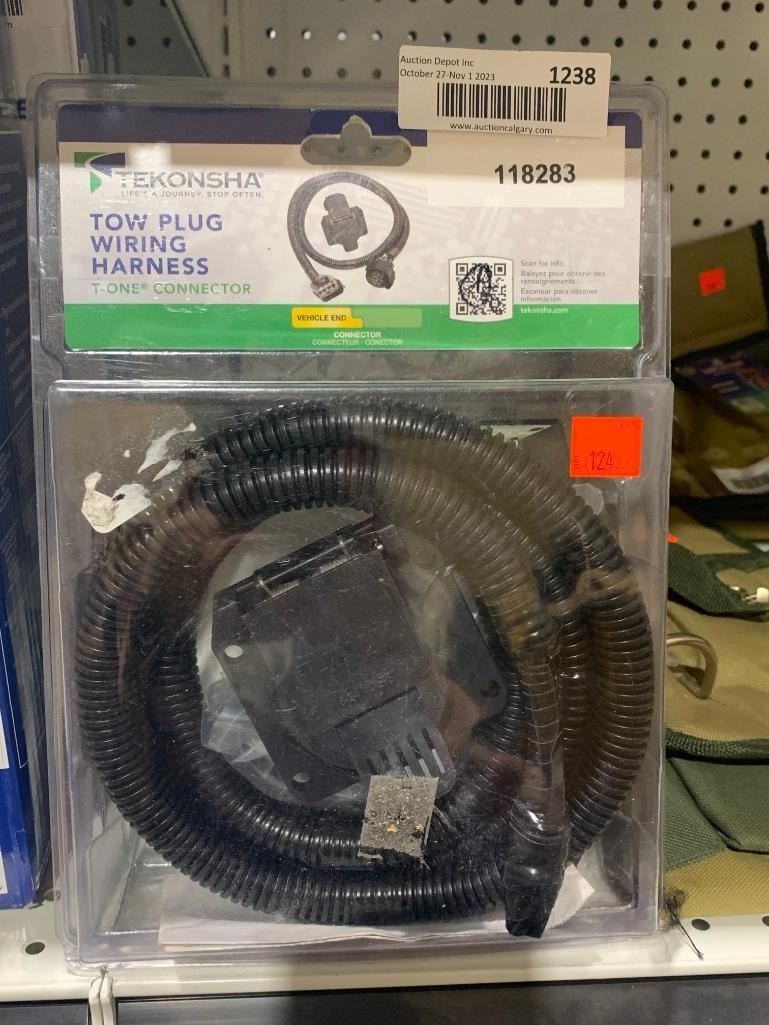 Auction Depot Inc
October 27-Nov 1 2023
1238
www.auctioncalgary.com
118283
TEKONSHA®
LIFE'S A JOURNEY. STOP OFTEN.
TOW PLUG
WIRING
HARNESS
T-ONE® CONNECTOR
Scan for info.
Balayez pour obtenir des
renseignements.
Escanear para obtener
información
tekonsha.com
VEHICLE END
CONNECTOR
CONNECTEUR · CONECTOR
124